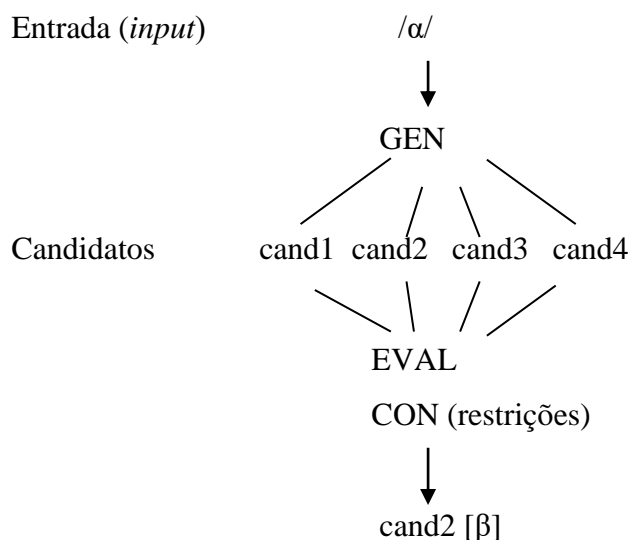 Entrada (input) /α/
GEN
Candidatos cand1 cand2 cand3 cand4
EVAL
CON (restrições)
cand2 [β]